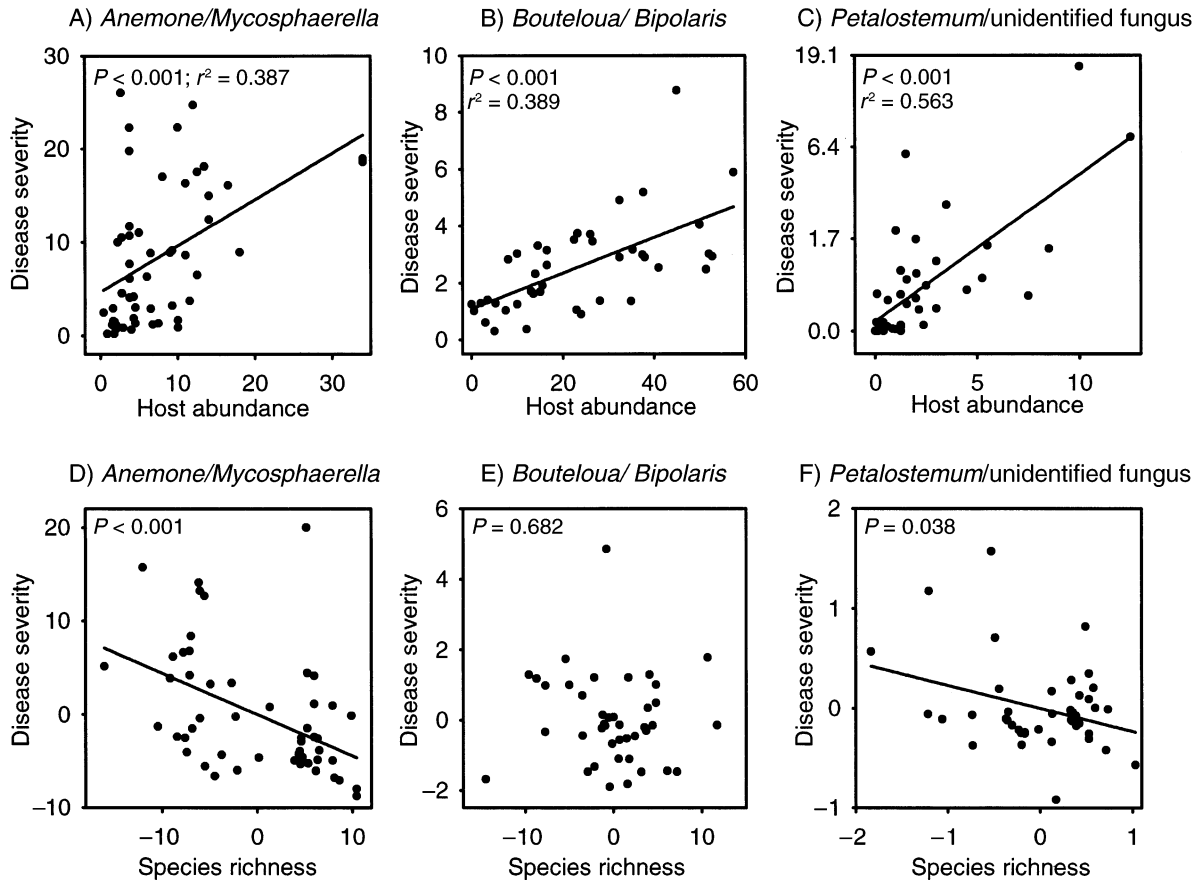 A) Anemone/Mycosphaerella
B) Bouteloua/ Bipolaris
C) Petalostemum/unidentified fungus
P < 0.001; r² = 0.387
P < 0.001
r² = 0.389
P < 0.001
r² = 0.563
Disease severity
30
20
10
0
0 10 20 30
Host abundance
Disease severity
10
8
6
4
2
0
0 20 40 60
Host abundance
Disease severity
19.1
6.4
1.7
0.0
0 5 10
Host abundance
D) Anemone/Mycosphaerella
E) Bouteloua/ Bipolaris
F) Petalostemum/unidentified fungus
P < 0.001
P = 0.682
P = 0.038
Disease severity
20
10
0
−10
−10 0 10
Species richness
Disease severity
6
4
2
0
−2
−10 0 10
Species richness
Disease severity
2
1
0
−1
−2 −1 0 1
Species richness